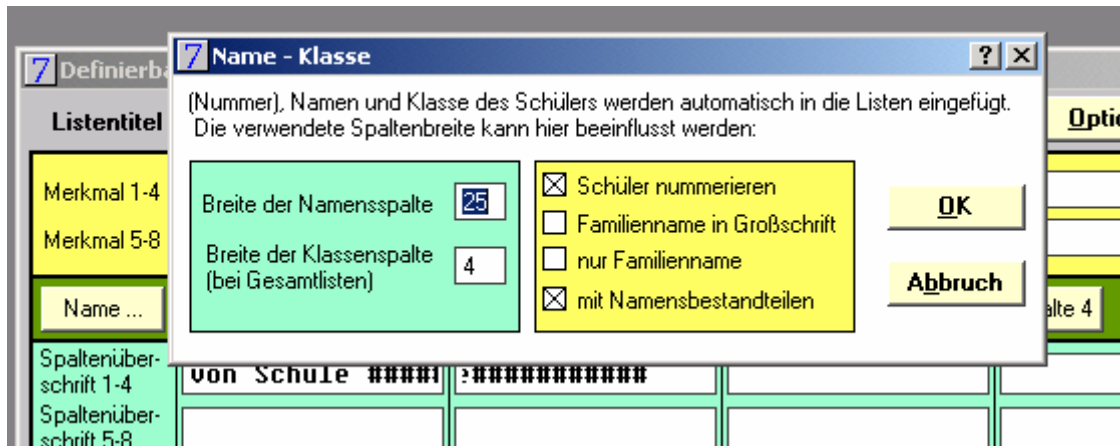 7 Name - Klasse
7 Definierb
(Nummer), Namen und Klasse des Schülers werden automatisch in die Listen eingefügt.
Die verwendete Spaltenbreite kann hier beeinflusst werden:
Listentitel
Optio
Merkmal 1-4
Merkmal 5-8
Breite der Namensspalte 25
Breite der Klassenspalte
(bei Gesamtlisten) 4
Schüler nummerieren
Familienname in Großschrift
nur Familienname
mit Namensbestandteilen
OK
Abbruch
Name ...
alte 4
Spaltenüber-
schrift 1-4
von Schule ####
e###########
Spaltenüber-
schrift 5-8